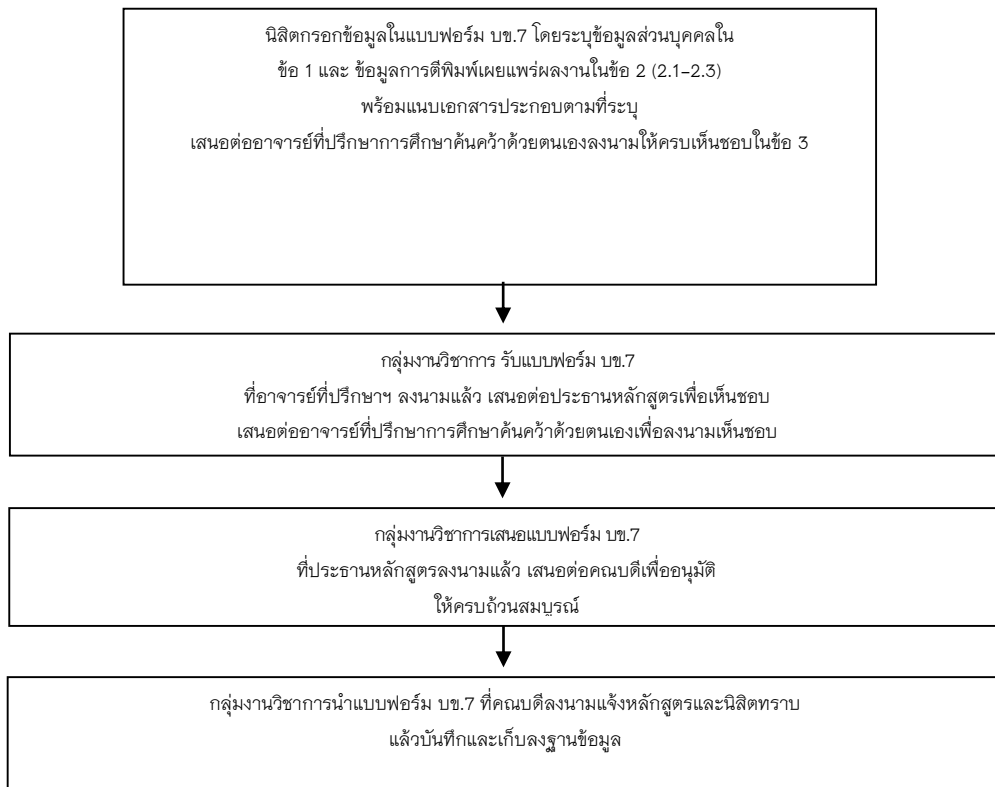 นิสิตกรอกข้อมูลในแบบฟอร์ม บข.7 โดยระบุข้อมูลส่วนบุคคลใน
ข้อ 1 และ ข้อมูลการตีพิมพ์เผยแพร่ผลงานในข้อ 2 (2.1–2.3)
พร้อมแนบเอกสารประกอบตามที่ระบุ
เสนอต่ออาจารย์ที่ปรึกษาการศึกษาค้นคว้าด้วยตนเองลงนามให้ครบเห็นชอบในข้อ 3
กลุ่มงานวิชาการ รับแบบฟอร์ม บข.7
ที่อาจารย์ที่ปรึกษาฯ ลงนามแล้ว เสนอต่อประธานหลักสูตรเพื่อเห็นชอบ
เสนอต่ออาจารย์ที่ปรึกษาการศึกษาค้นคว้าด้วยตนเองเพื่อลงนามเห็นชอบ
กลุ่มงานวิชาการเสนอแบบฟอร์ม บข.7
ที่ประธานหลักสูตรลงนามแล้ว เสนอต่อคณบดีเพื่ออนุมัติ
ให้ครบถ้วนสมบูรณ์
กลุ่มงานวิชาการนำแบบฟอร์ม บข.7 ที่คณบดีลงนามแจ้งหลักสูตรและนิสิตทราบ
แล้วบันทึกและเก็บลงฐานข้อมูล